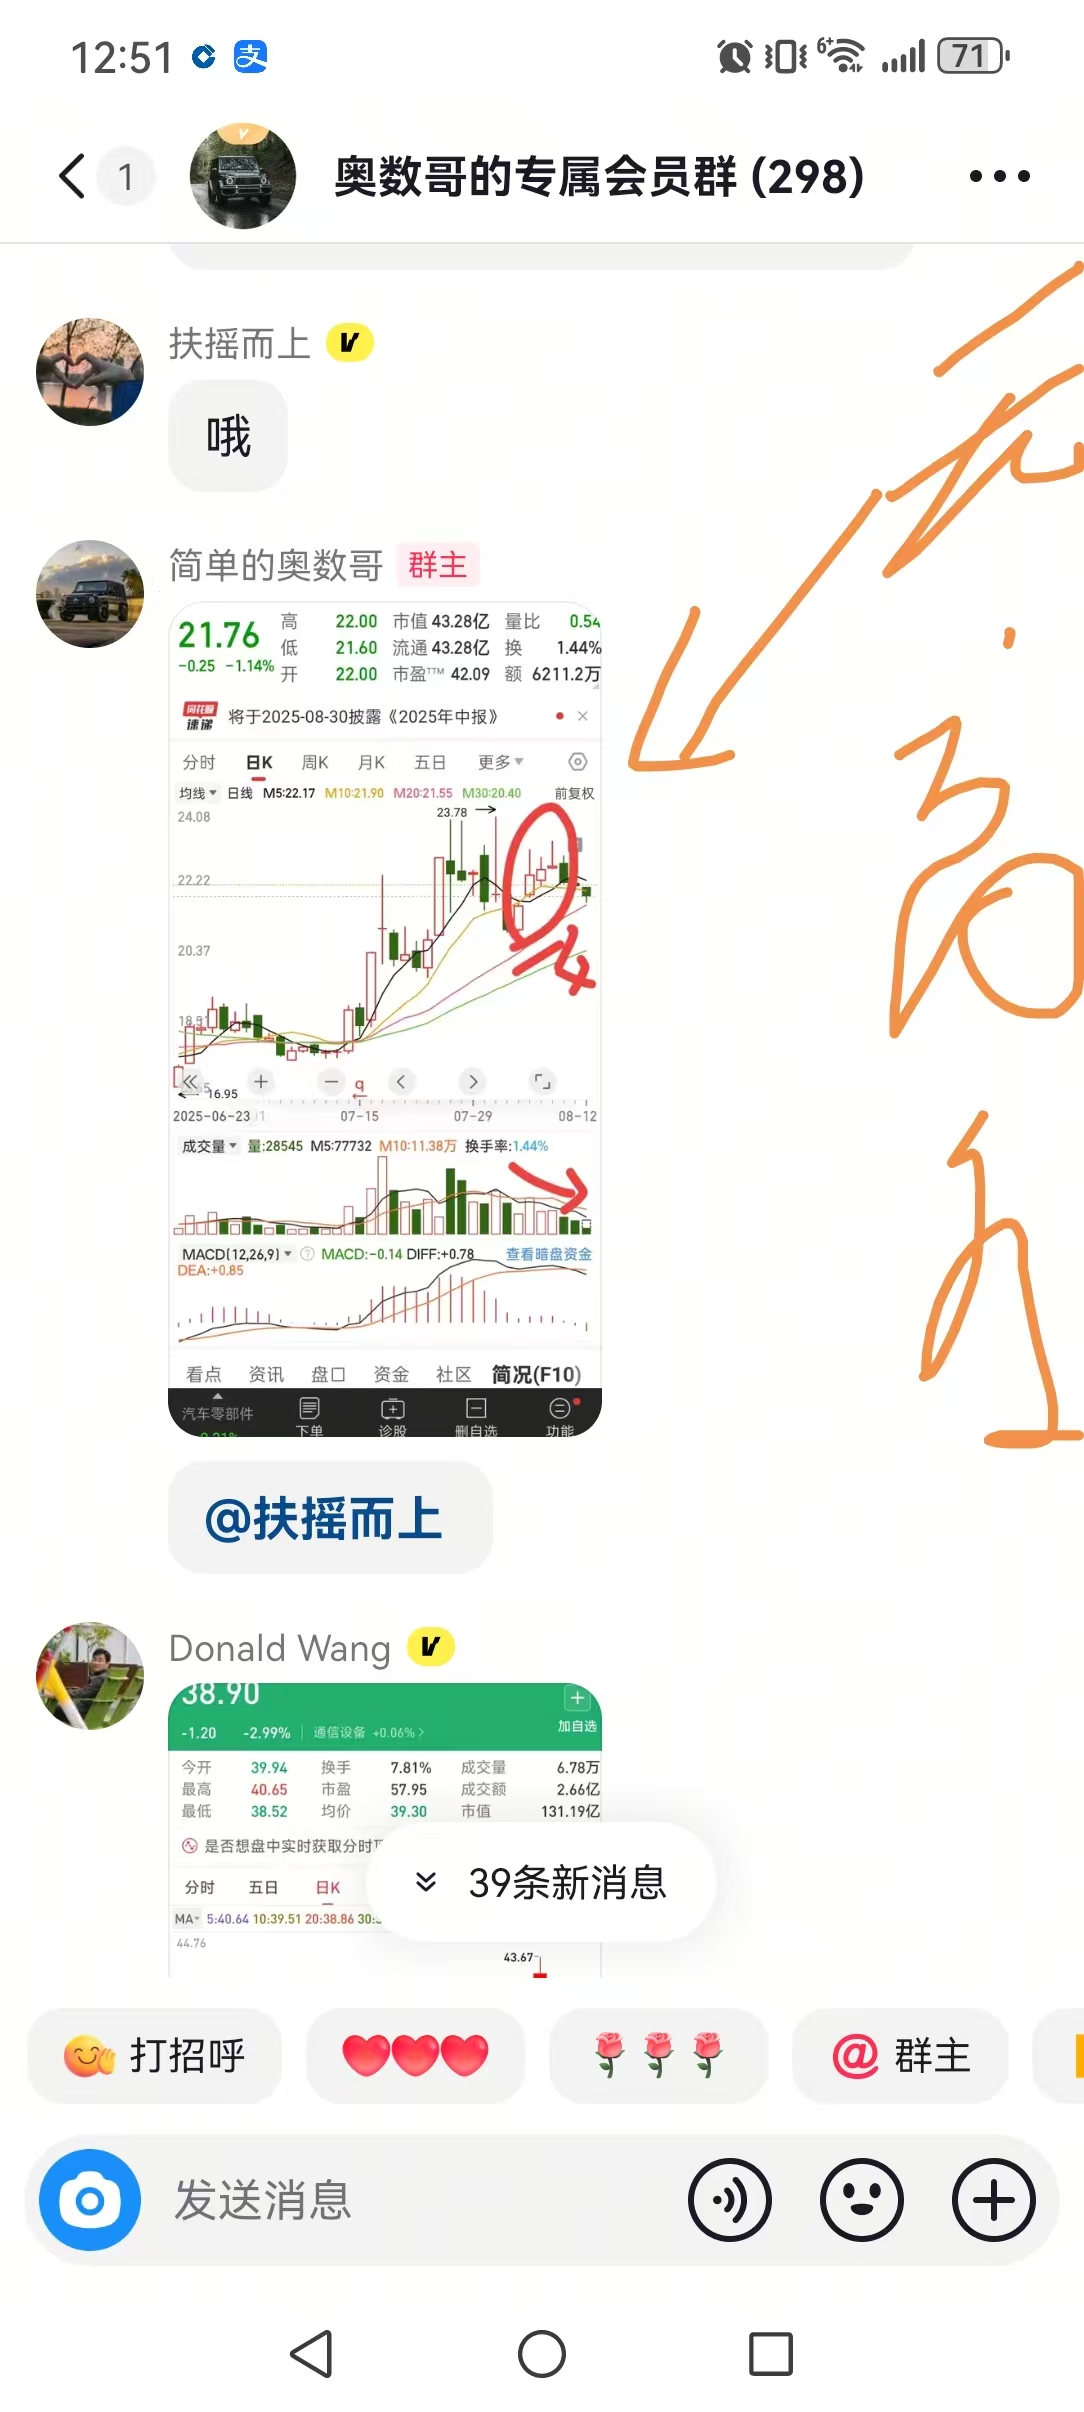 12:51
6+
71
1
奥数哥的专属会员群 (298)
扶摇而上
哦
简单的奥数哥 群主
21.76
-0.25 -1.14%
高 22.00 市值 43.28亿 量比 0.54
低 21.60 流通 43.28亿 换 1.44%
开 22.00 市盈TTM 42.09 额 6211.2万
同花顺速递 将于2025-08-30披露《2025年中报》
分时 日K 周K 月K 五日 更多
均线 日线 M5:22.17 M10:21.90 M20:21.55 M30:20.40 前复权
24.08
23.78
22.22
20.37
18.51
16.95
q
2025-06-23 07-15 07-29 08-12
成交量 量:28545 M5:77732 M10:11.38万 换手率:1.44%
MACD(12,26,9) MACD:-0.14 DIFF:+0.78 查看暗盘资金
DEA:+0.85
看点 资讯 盘口 资金 社区 简况(F10)
汽车零部件 下单 诊股 删自选 功能
@扶摇而上
Donald Wang
38.90
-1.20 -2.99% 通信设备 +0.06% 加自选
今开 39.94 换手 7.81% 成交量 6.78万
最高 40.65 市盈 57.95 成交额 2.66亿
最低 38.52 均价 39.30 市值 131.19亿
是否想盘中实时获取分时
分时 五日 日K
MA 5:40.64 10:39.51 20:38.86
44.76
43.67
39条新消息
打招呼
@ 群主
发送消息